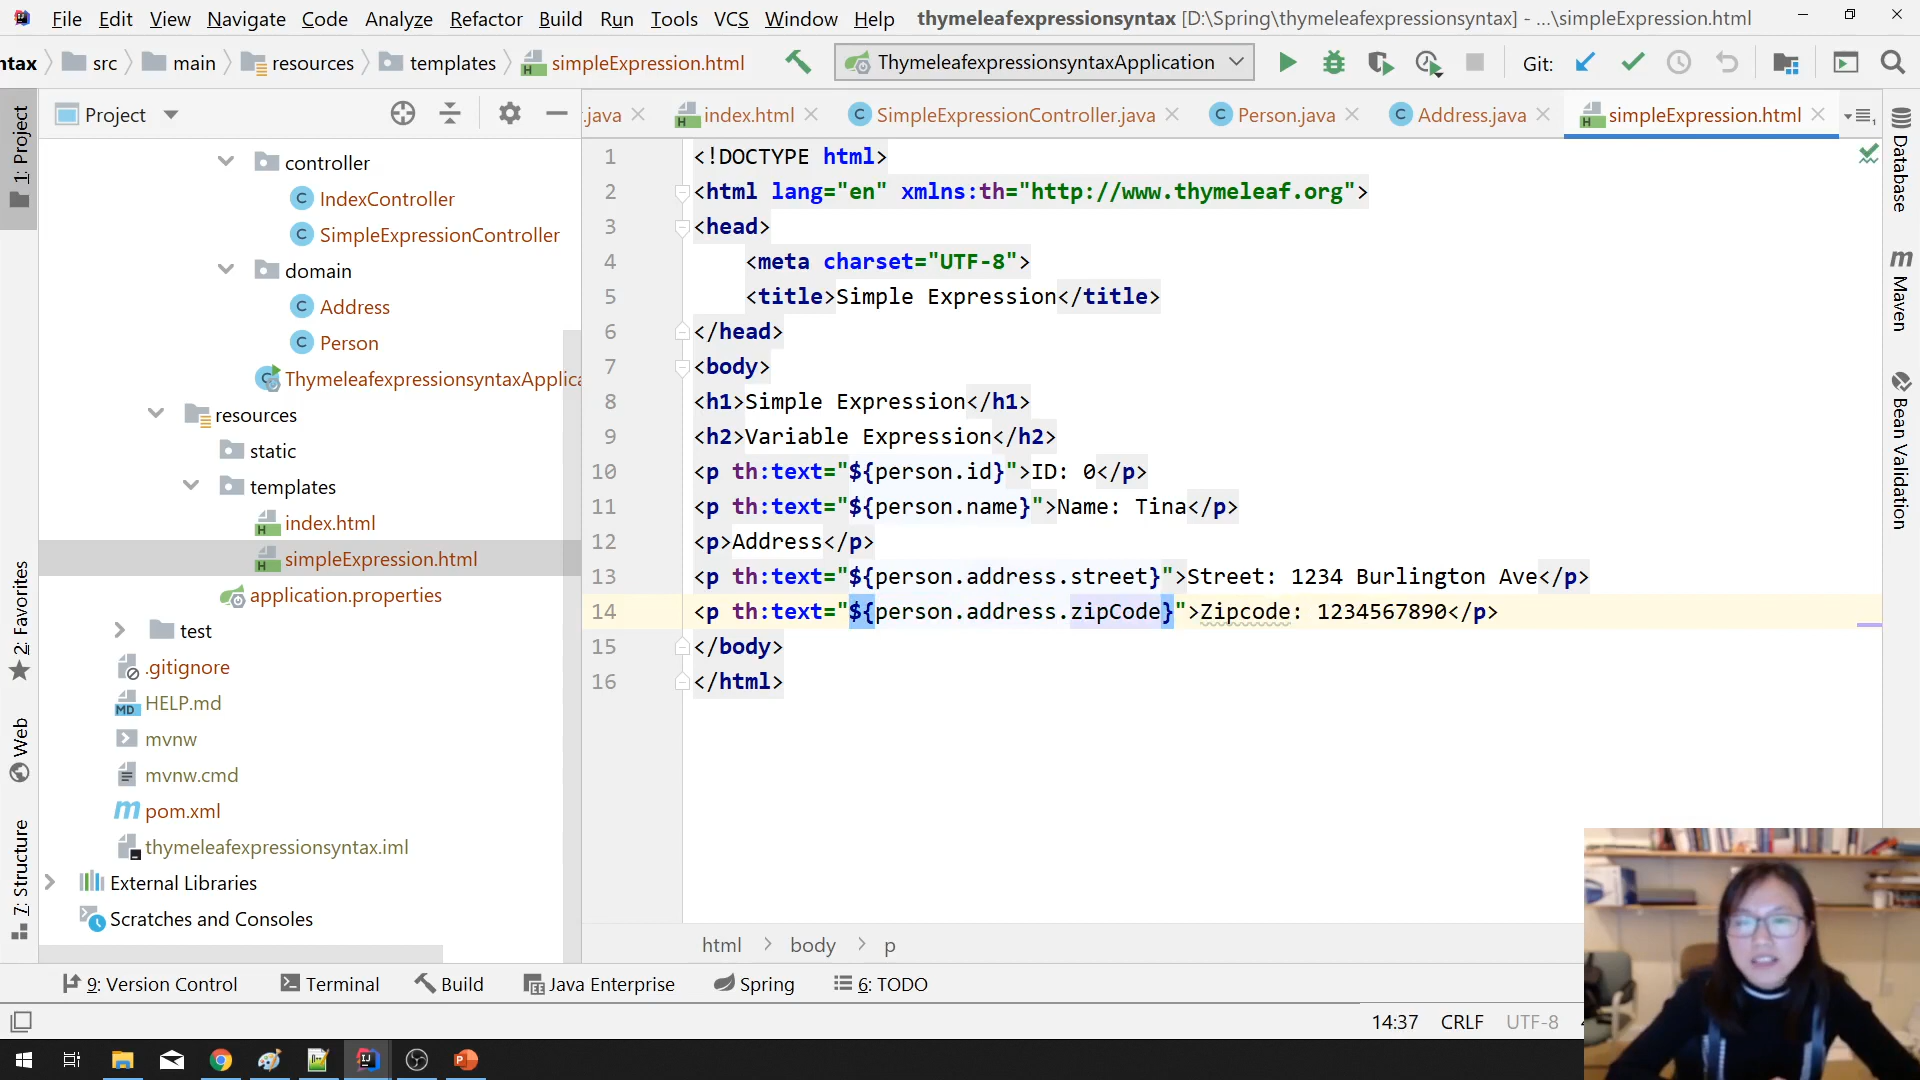 File Edit View Navigate Code Analyze Refactor Build Run Tools VCS Window Help thymeleafexpressionsyntax [D:\Spring\thymeleafexpressionsyntax] - ...\simpleExpression.html
ntax src main resources templates simpleExpression.html ThymeleafexpressionsyntaxApplication Git:
Project
.java index.html SimpleExpressionController.java Person.java Address.java simpleExpression.html
1: Project
2: Favorites
Web
7: Structure
controller
IndexController
SimpleExpressionController
domain
Address
Person
ThymeleafexpressionsyntaxApplica
resources
static
templates
index.html
simpleExpression.html
application.properties
test
.gitignore
HELP.md
mvnw
mvnw.cmd
pom.xml
thymeleafexpressionsyntax.iml
External Libraries
Scratches and Consoles
1 <!DOCTYPE html>
2 <html lang="en" xmlns:th="http://www.thymeleaf.org">
3 <head>
4 <meta charset="UTF-8">
5 <title>Simple Expression</title>
6 </head>
7 <body>
8 <h1>Simple Expression</h1>
9 <h2>Variable Expression</h2>
10 <p th:text="${person.id}">ID: 0</p>
11 <p th:text="${person.name}">Name: Tina</p>
12 <p>Address</p>
13 <p th:text="${person.address.street}">Street: 1234 Burlington Ave</p>
14 <p th:text="${person.address.zipCode}">Zipcode: 1234567890</p>
15 </body>
16 </html>
html body p
Database
Maven
Bean Validation
9: Version Control Terminal Build Java Enterprise Spring 6: TODO
14:37 CRLF UTF-8